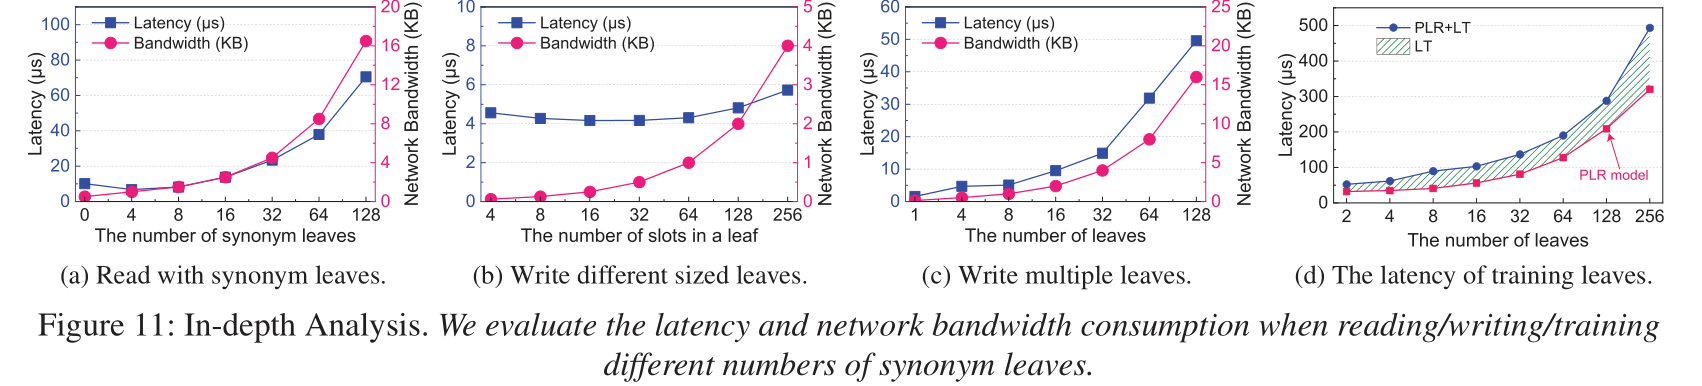 Latency (μs)
Bandwidth (KB)
100
80
60
40
20
0
Latency (μs)
20
16
12
8
4
0
Network Bandwidth (KB)
0 4 8 16 32 64 128
The number of synonym leaves
(a) Read with synonym leaves.
Latency (μs)
Bandwidth (KB)
10
8
6
4
2
0
Latency (μs)
5
4
3
2
1
0
Network Bandwidth (KB)
4 8 16 32 64 128 256
The number of slots in a leaf
(b) Write different sized leaves.
Latency (μs)
Bandwidth (KB)
60
50
40
30
20
10
0
Latency (μs)
25
20
15
10
5
0
Network Bandwidth (KB)
1 4 8 16 32 64 128
The number of leaves
(c) Write multiple leaves.
PLR+LT
LT
500
400
300
200
100
0
Latency (μs)
PLR model
2 4 8 16 32 64 128 256
The number of leaves
(d) The latency of training leaves.
Figure 11: In-depth Analysis. We evaluate the latency and network bandwidth consumption when reading/writing/training
different numbers of synonym leaves.